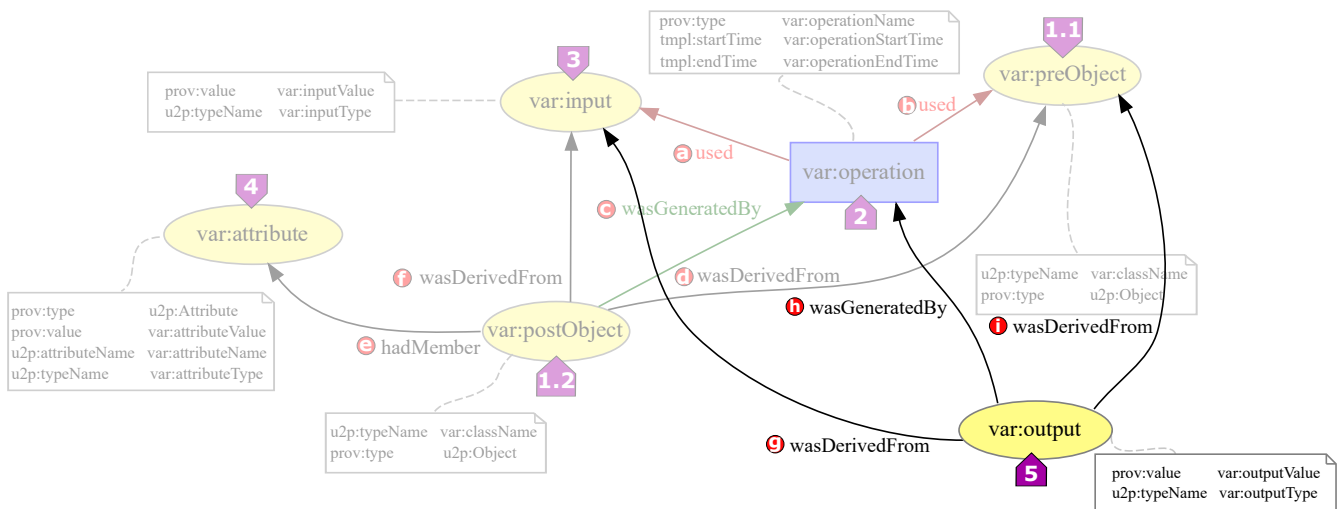 prov:type var:operationName
tmpl:startTime var:operationStartTime
tmpl:endTime var:operationEndTime
1.1
var:preObject
3
var:input
prov:value var:inputValue
u2p:typeName var:inputType
b used
a used
var:operation
2
4
var:attribute
c wasGeneratedBy
f wasDerivedFrom
d wasDerivedFrom
u2p:typeName var:className
prov:type u2p:Object
h wasGeneratedBy
i wasDerivedFrom
prov:type u2p:Attribute
prov:value var:attributeValue
u2p:attributeName var:attributeName
u2p:typeName var:attributeType
e hadMember
var:postObject
1.2
u2p:typeName var:className
prov:type u2p:Object
g wasDerivedFrom
var:output
5
prov:value var:outputValue
u2p:typeName var:outputType